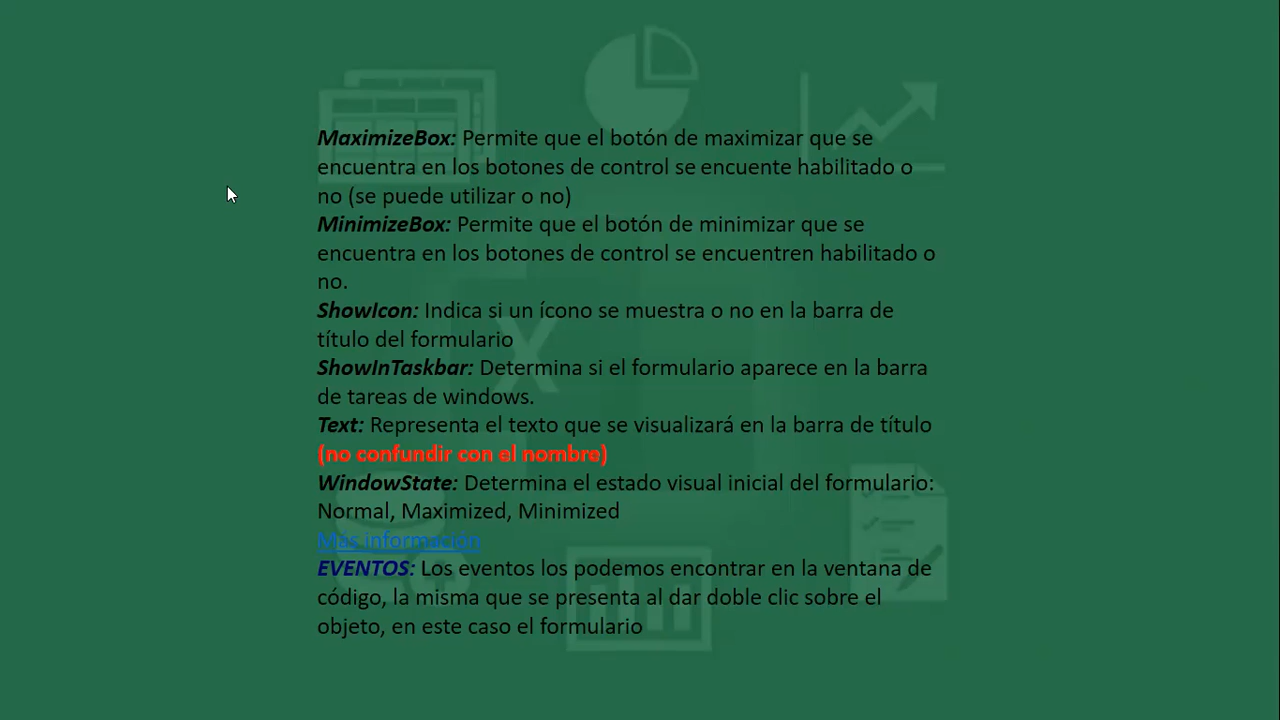 MaximizeBox: Permite que el botón de maximizar que se
encuentra en los botones de control se encuente habilitado o
no (se puede utilizar o no)
MinimizeBox: Permite que el botón de minimizar que se
encuentra en los botones de control se encuentren habilitado o
no.
ShowIcon: Indica si un ícono se muestra o no en la barra de
título del formulario
ShowInTaskbar: Determina si el formulario aparece en la barra
de tareas de windows.
Text: Representa el texto que se visualizará en la barra de título
(no confundir con el nombre)
WindowState: Determina el estado visual inicial del formulario:
Normal, Maximized, Minimized
Más información
EVENTOS: Los eventos los podemos encontrar en la ventana de
código, la misma que se presenta al dar doble clic sobre el
objeto, en este caso el formulario